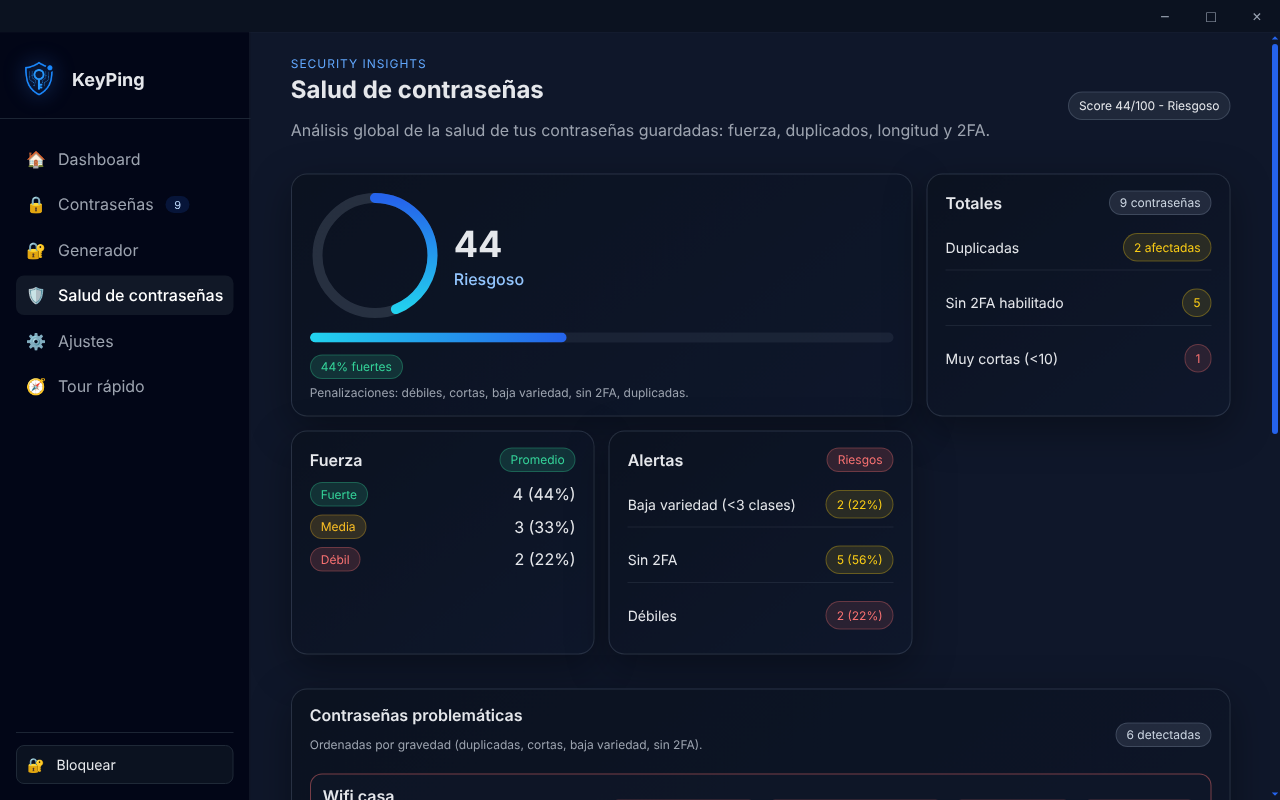 KeyPing
Dashboard
Contraseñas 9
Generador
Salud de contraseñas
Ajustes
Tour rápido
Bloquear
SECURITY INSIGHTS
Salud de contraseñas
Análisis global de la salud de tus contraseñas guardadas: fuerza, duplicados, longitud y 2FA.
Score 44/100 - Riesgoso
44
Riesgoso
44% fuertes
Penalizaciones: débiles, cortas, baja variedad, sin 2FA, duplicadas.
Totales 9 contraseñas
Duplicadas 2 afectadas
Sin 2FA habilitado 5
Muy cortas (<10) 1
Fuerza Promedio
Fuerte 4 (44%)
Media 3 (33%)
Débil 2 (22%)
Alertas Riesgos
Baja variedad (<3 clases) 2 (22%)
Sin 2FA 5 (56%)
Débiles 2 (22%)
Contraseñas problemáticas
Ordenadas por gravedad (duplicadas, cortas, baja variedad, sin 2FA).
6 detectadas
Wifi casa